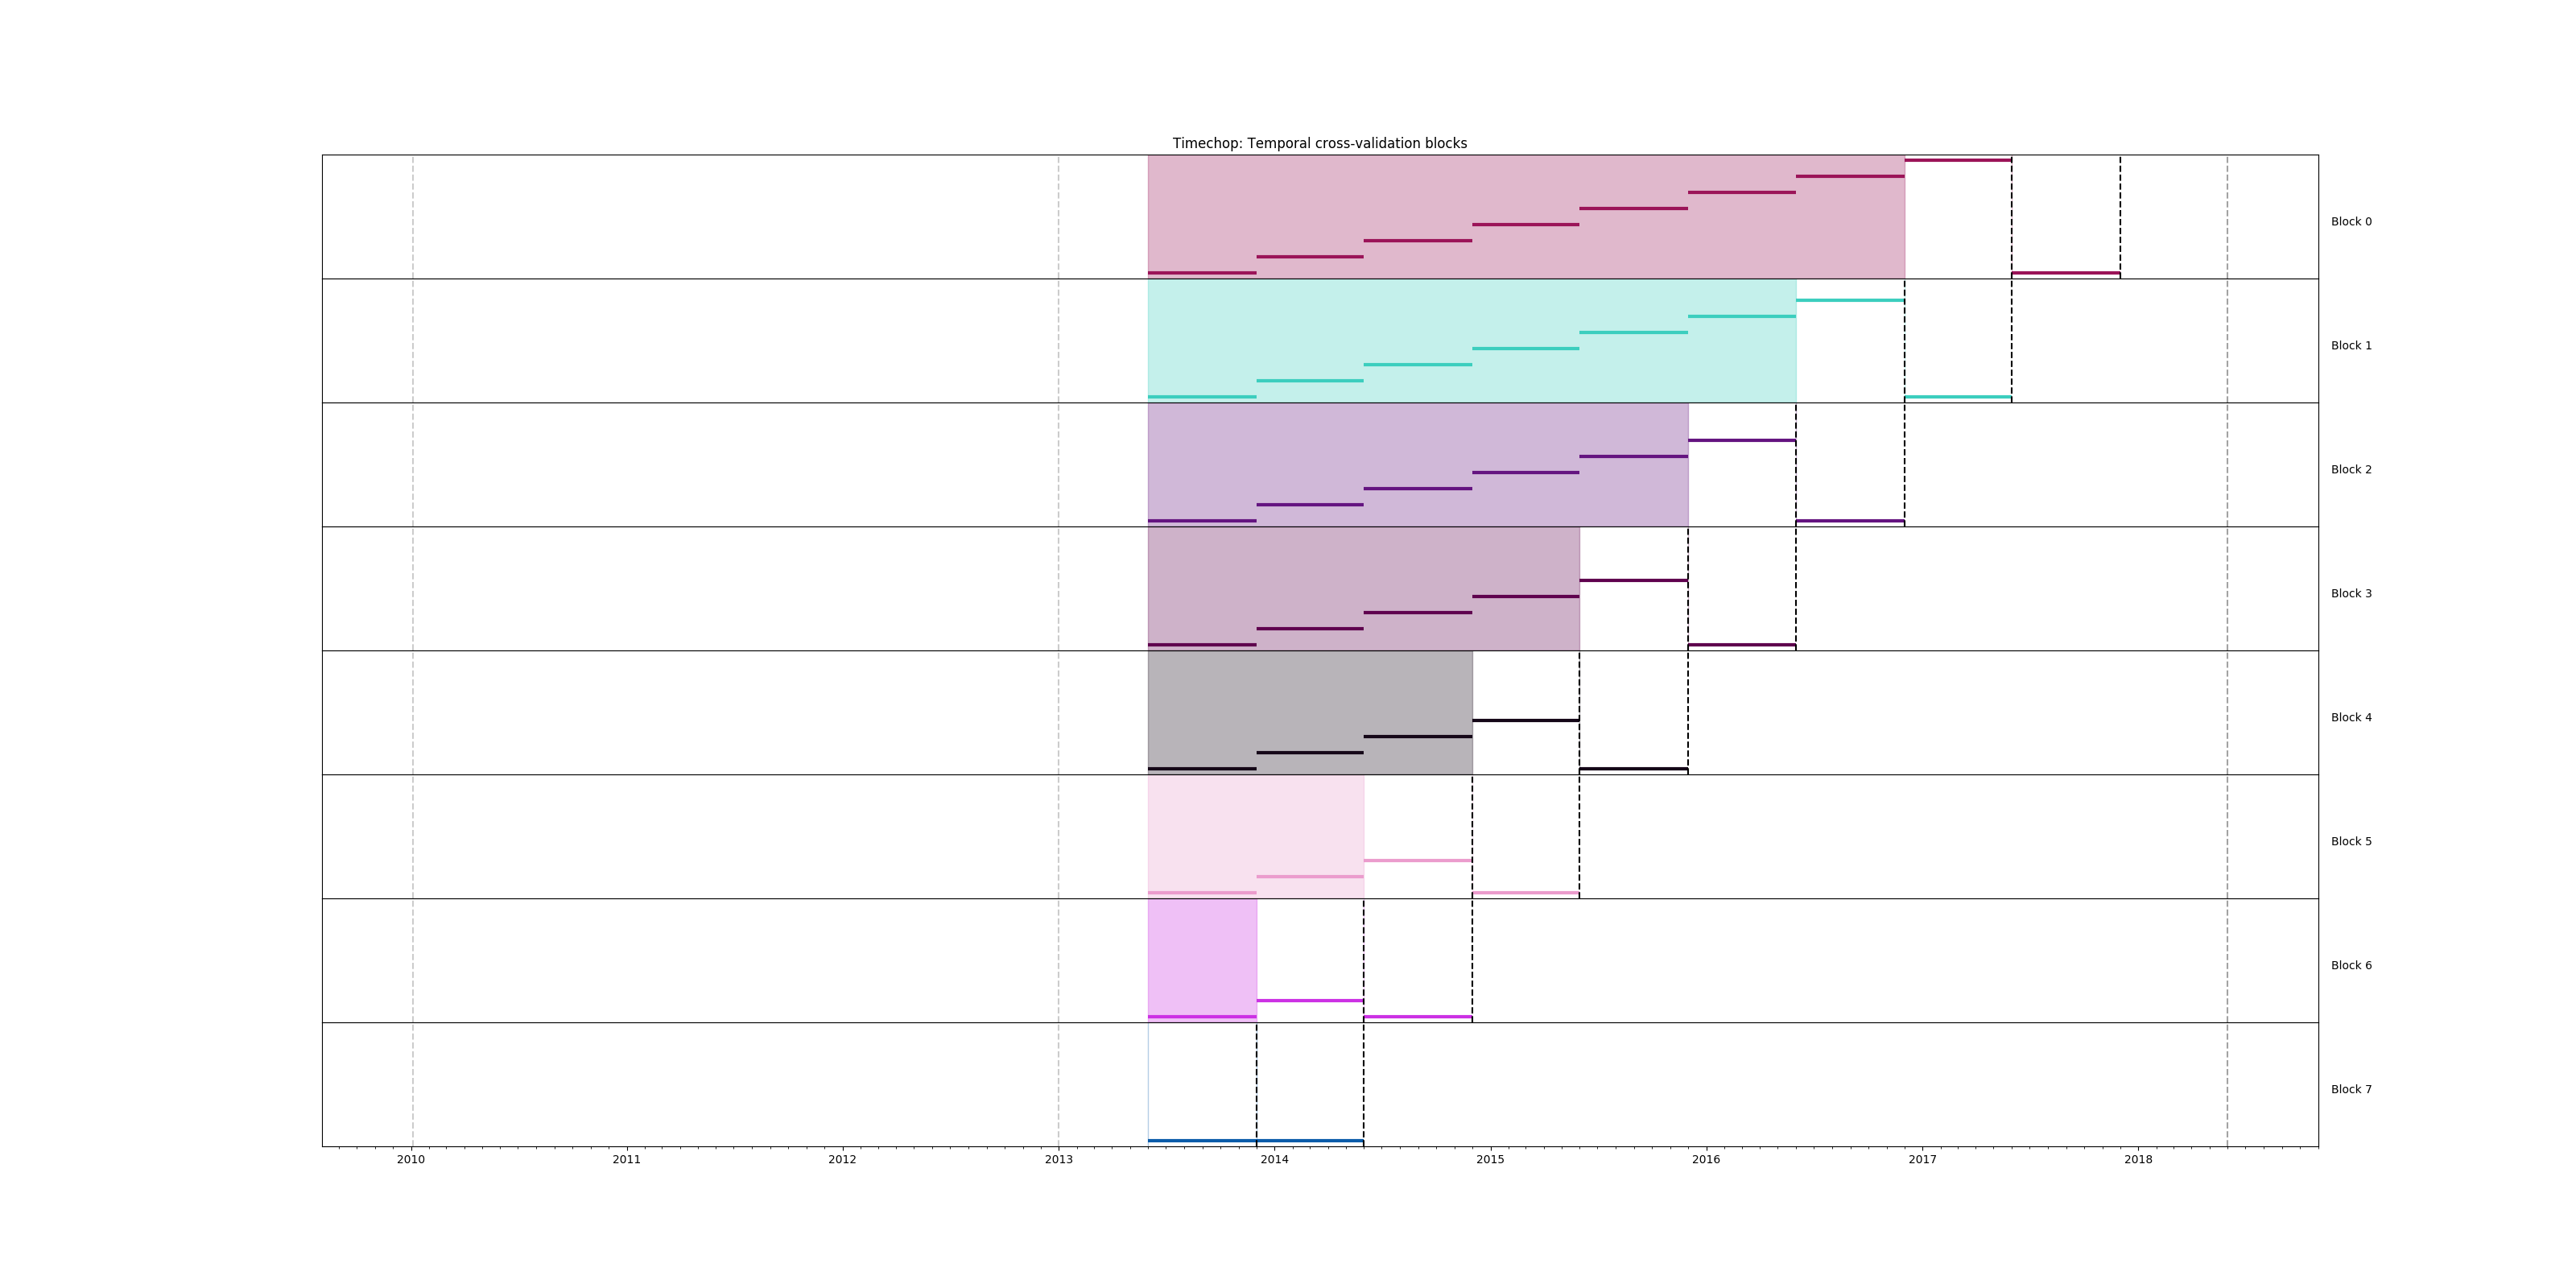 Timechop: Temporal cross-validation blocks
Block 0
Block 1
Block 2
Block 3
Block 4
Block 5
Block 6
Block 7
2010 2011 2012 2013 2014 2015 2016 2017 2018